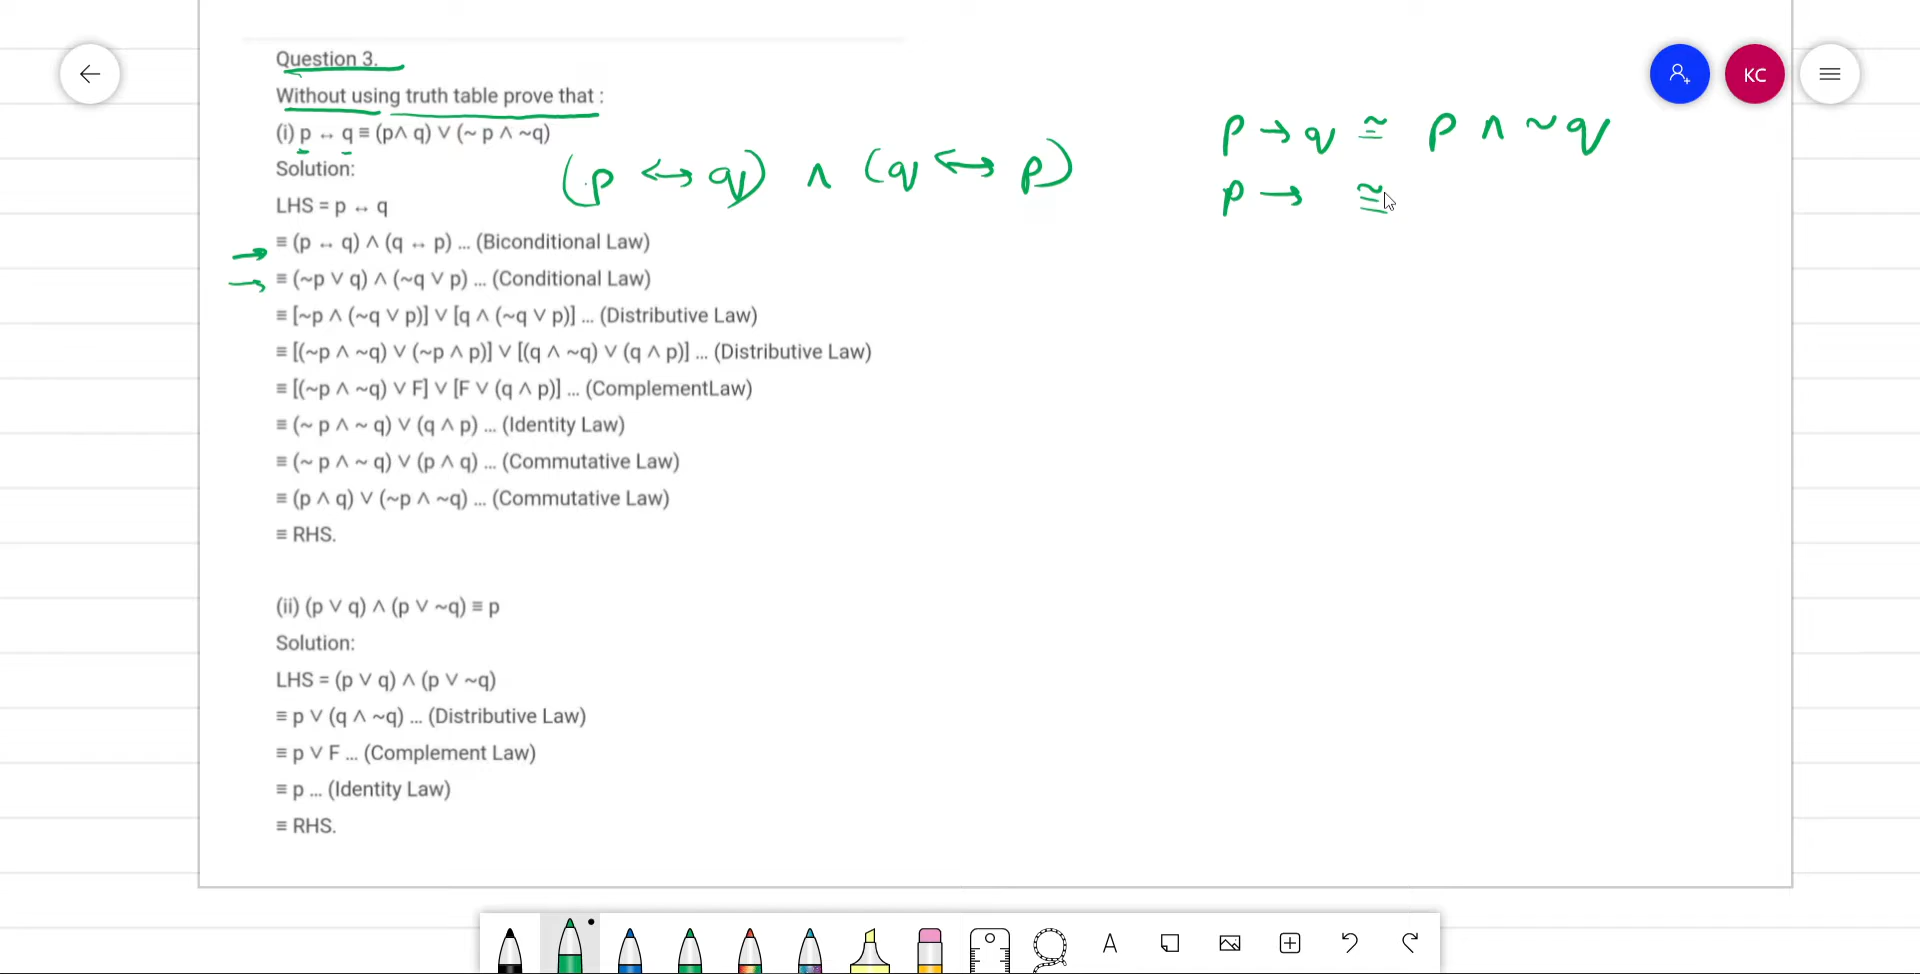 Question 3.
Without using truth table prove that :
(i) p ↔ q ≡ (p∧ q) ∨ (~ p ∧ ~q)
Solution:
LHS = p ↔ q
≡ (p ↔ q) ∧ (q ↔ p) ... (Biconditional Law)
≡ (~p ∨ q) ∧ (~q ∨ p) ... (Conditional Law)
≡ [~p ∧ (~q ∨ p)] ∨ [q ∧ (~q ∨ p)] ... (Distributive Law)
≡ [(~p ∧ ~q) ∨ (~p ∧ p)] ∨ [(q ∧ ~q) ∨ (q ∧ p)] ... (Distributive Law)
≡ [(~p ∧ ~q) ∨ F] ∨ [F ∨ (q ∧ p)] ... (ComplementLaw)
≡ (~ p ∧ ~ q) ∨ (q ∧ p) ... (Identity Law)
≡ (~ p ∧ ~ q) ∨ (p ∧ q) ... (Commutative Law)
≡ (p ∧ q) ∨ (~p ∧ ~q) ... (Commutative Law)
≡ RHS.
(ii) (p ∨ q) ∧ (p ∨ ~q) ≡ p
Solution:
LHS = (p ∨ q) ∧ (p ∨ ~q)
≡ p ∨ (q ∧ ~q) ... (Distributive Law)
≡ p ∨ F ... (Complement Law)
≡ p ... (Identity Law)
≡ RHS.
(p ↔ q) ∧ (q ↔ p)
p → q ≅ p ∧ ~q
p → ≅
KC
A